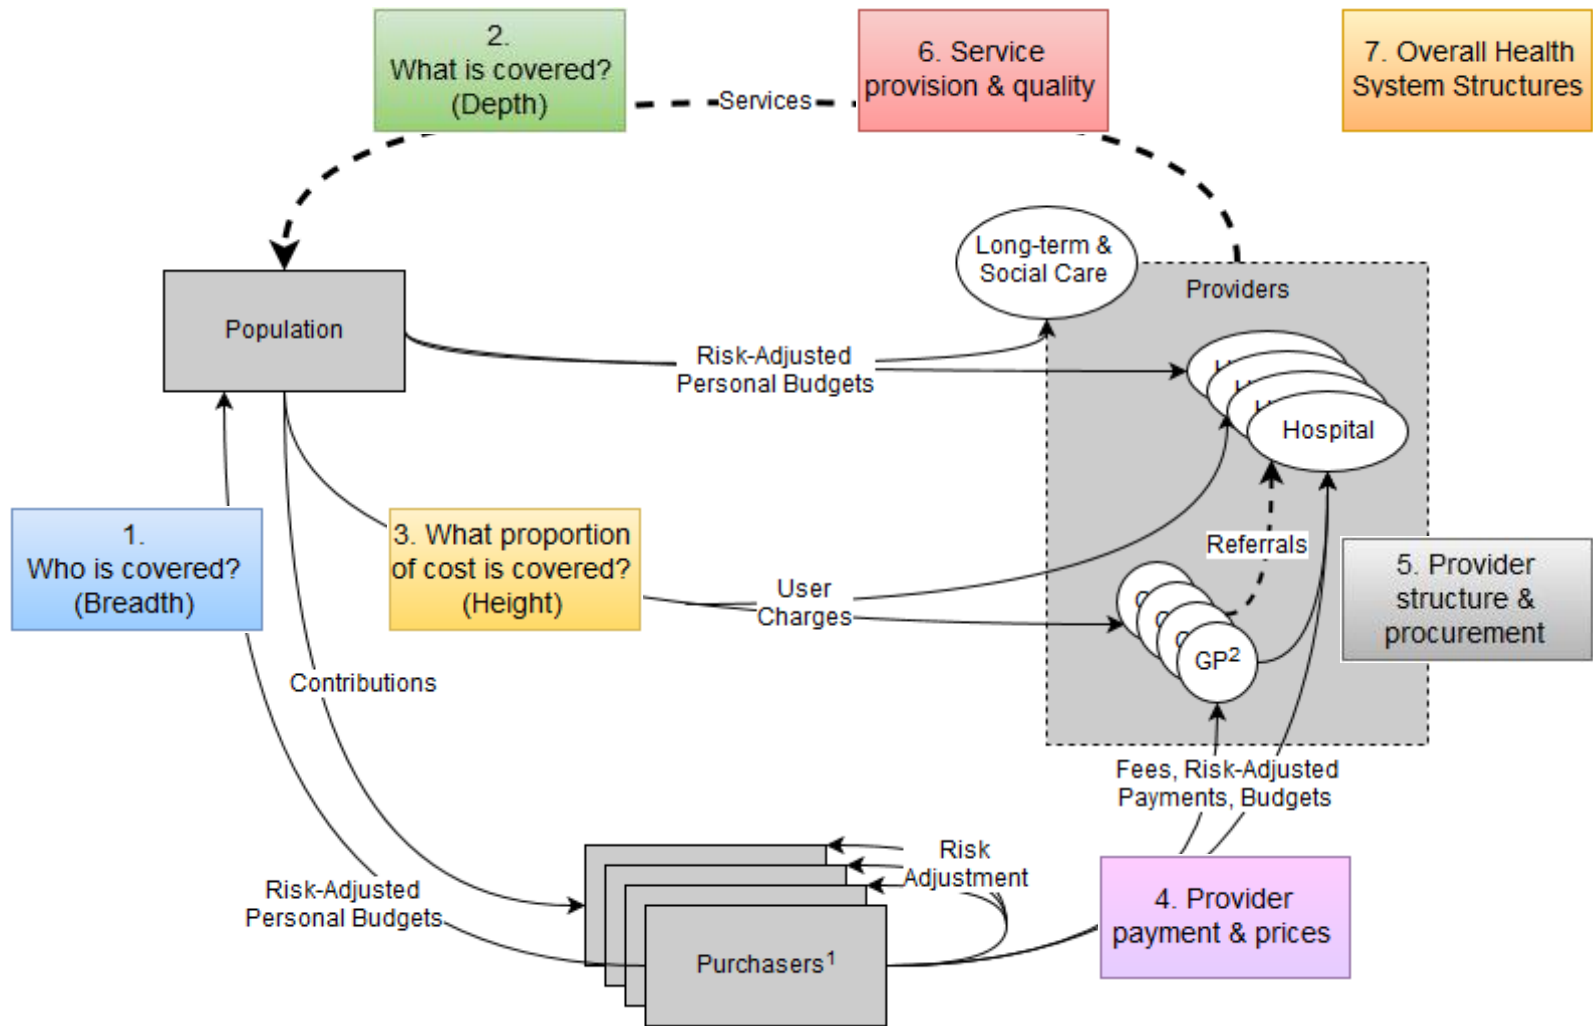 2.
What is covered?
(Depth)
6. Service
provision & quality
7. Overall Health
System Structures
Services
Long-term &
Social Care
Providers
Population
Risk-Adjusted
Personal Budgets
Hospital
1.
Who is covered?
(Breadth)
3. What proportion
of cost is covered?
(Height)
Referrals
5. Provider
structure &
procurement
User
Charges
GP²
Contributions
Fees, Risk-Adjusted
Payments, Budgets
Risk
Adjustment
Risk-Adjusted
Personal Budgets
4. Provider
payment & prices
Purchasers¹